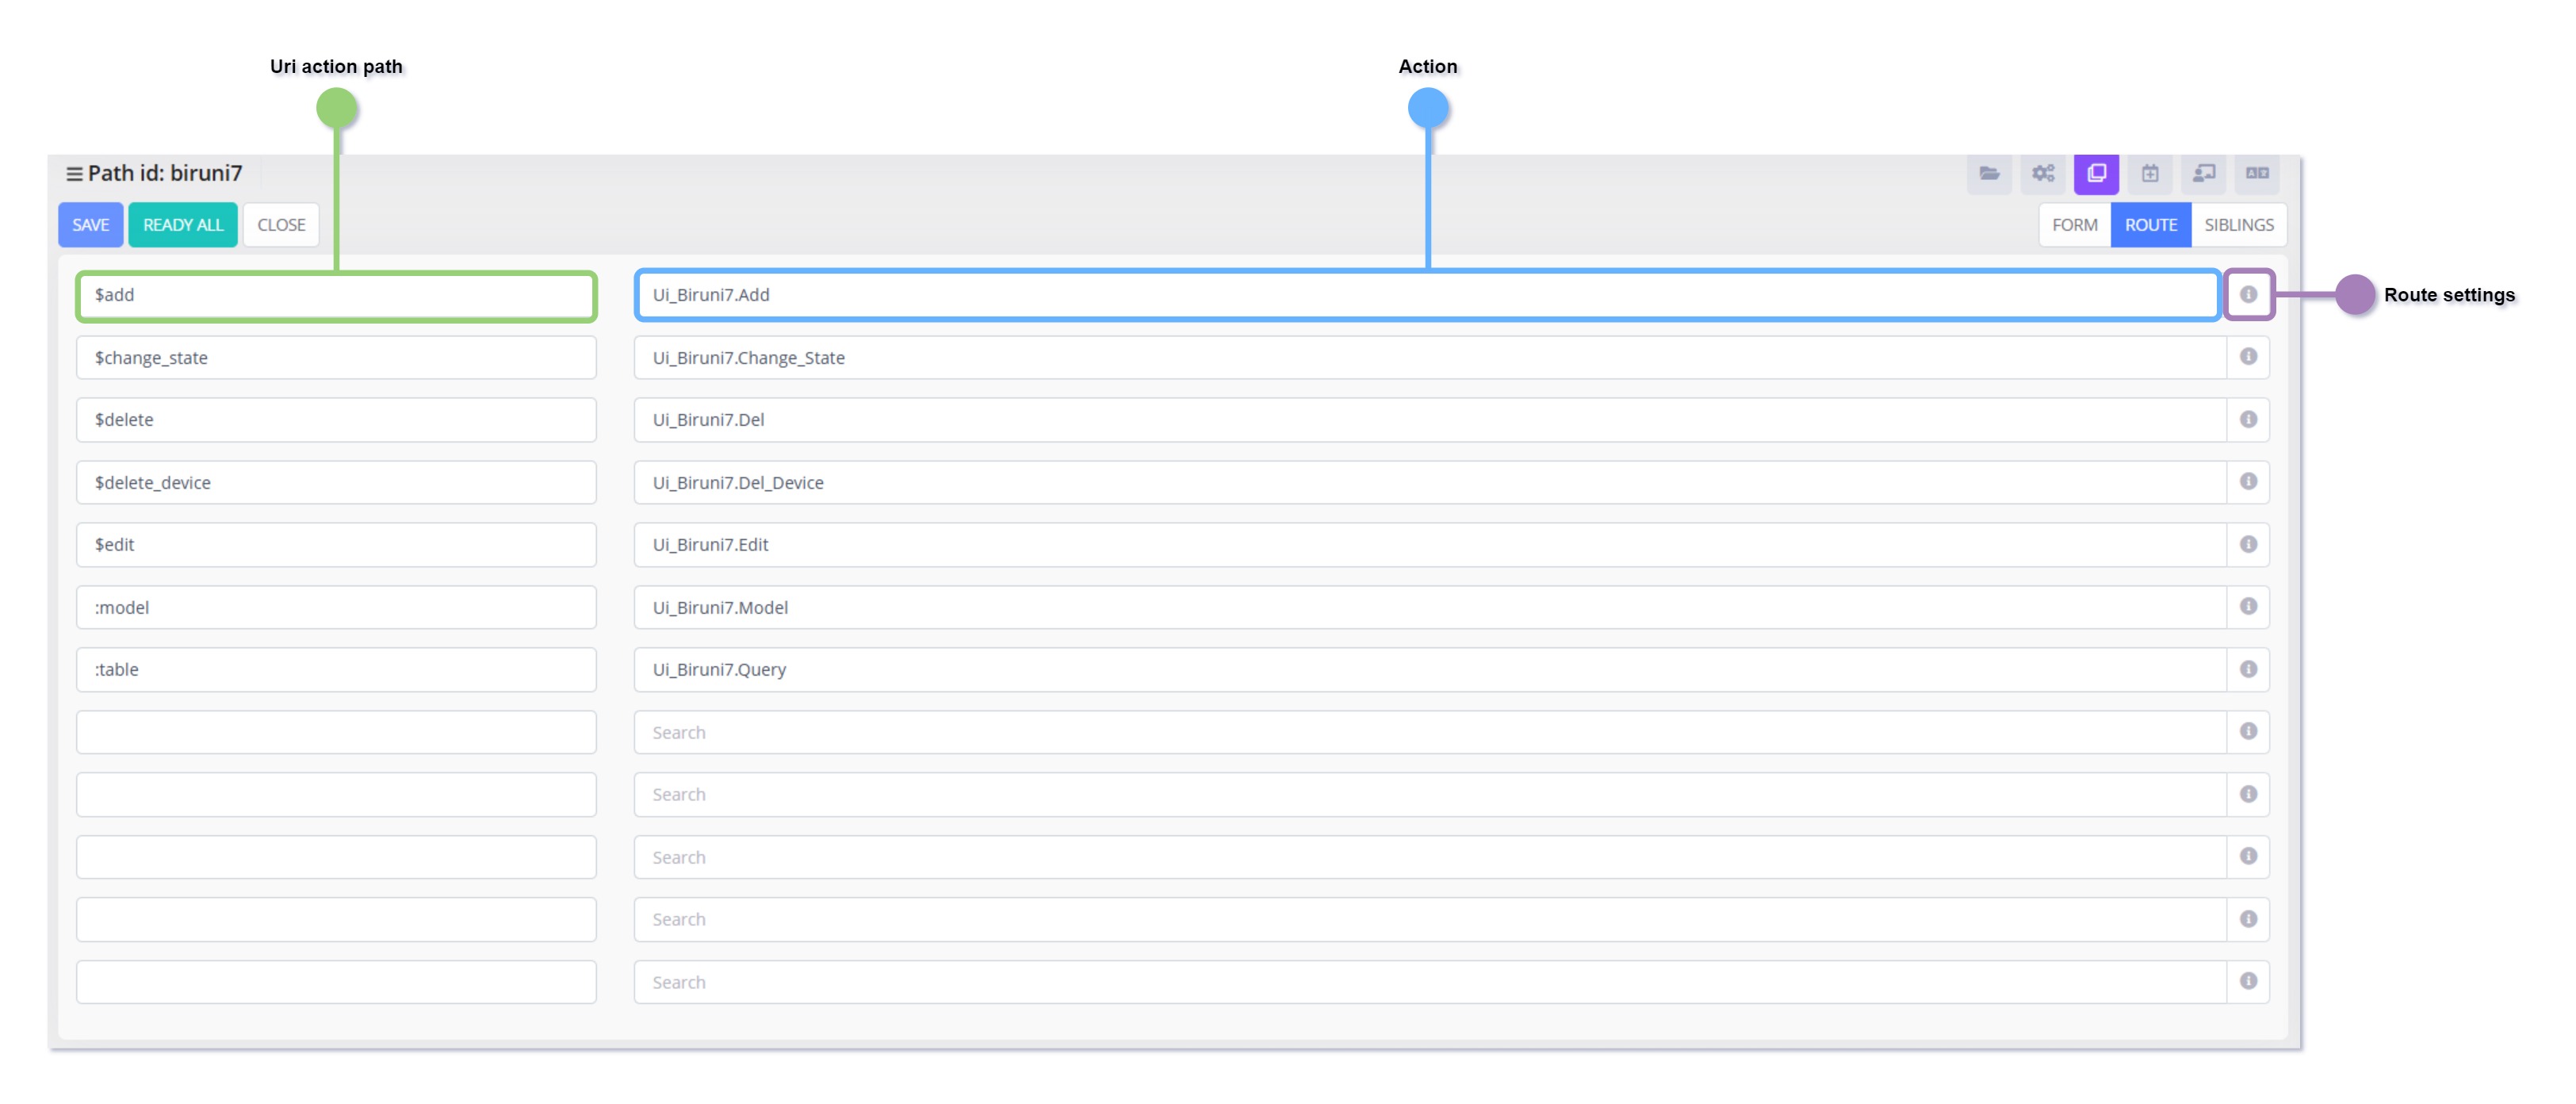 Uri action path
Action
Path id: biruni7
SAVE
READY ALL
CLOSE
FORM
ROUTE
SIBLINGS
$add
Ui_Biruni7.Add
Route settings
$change_state
Ui_Biruni7.Change_State
$delete
Ui_Biruni7.Del
$delete_device
Ui_Biruni7.Del_Device
$edit
Ui_Biruni7.Edit
:model
Ui_Biruni7.Model
:table
Ui_Biruni7.Query
Search
Search
Search
Search
Search